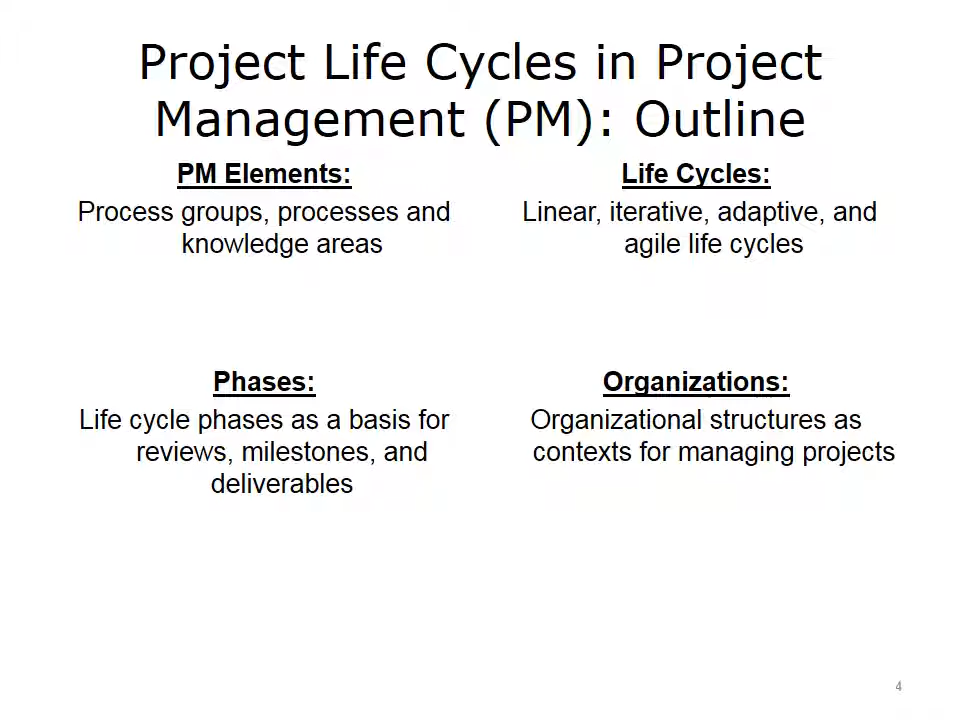 Project Life Cycles in Project
Management (PM): Outline
PM Elements:
Process groups, processes and
knowledge areas
Life Cycles:
Linear, iterative, adaptive, and
agile life cycles
Phases:
Life cycle phases as a basis for
reviews, milestones, and
deliverables
Organizations:
Organizational structures as
contexts for managing projects
4